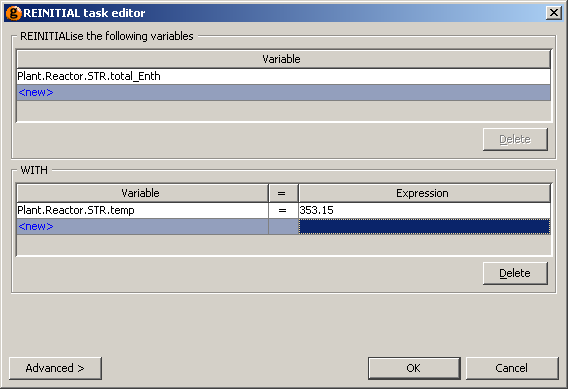 REINITIAL task editor
REINITIALise the following variables
Variable
Plant.Reactor.STR.total_Enth
<new>
Delete
WITH
Variable = Expression
Plant.Reactor.STR.temp = 353.15
<new>
Delete
Advanced > OK Cancel